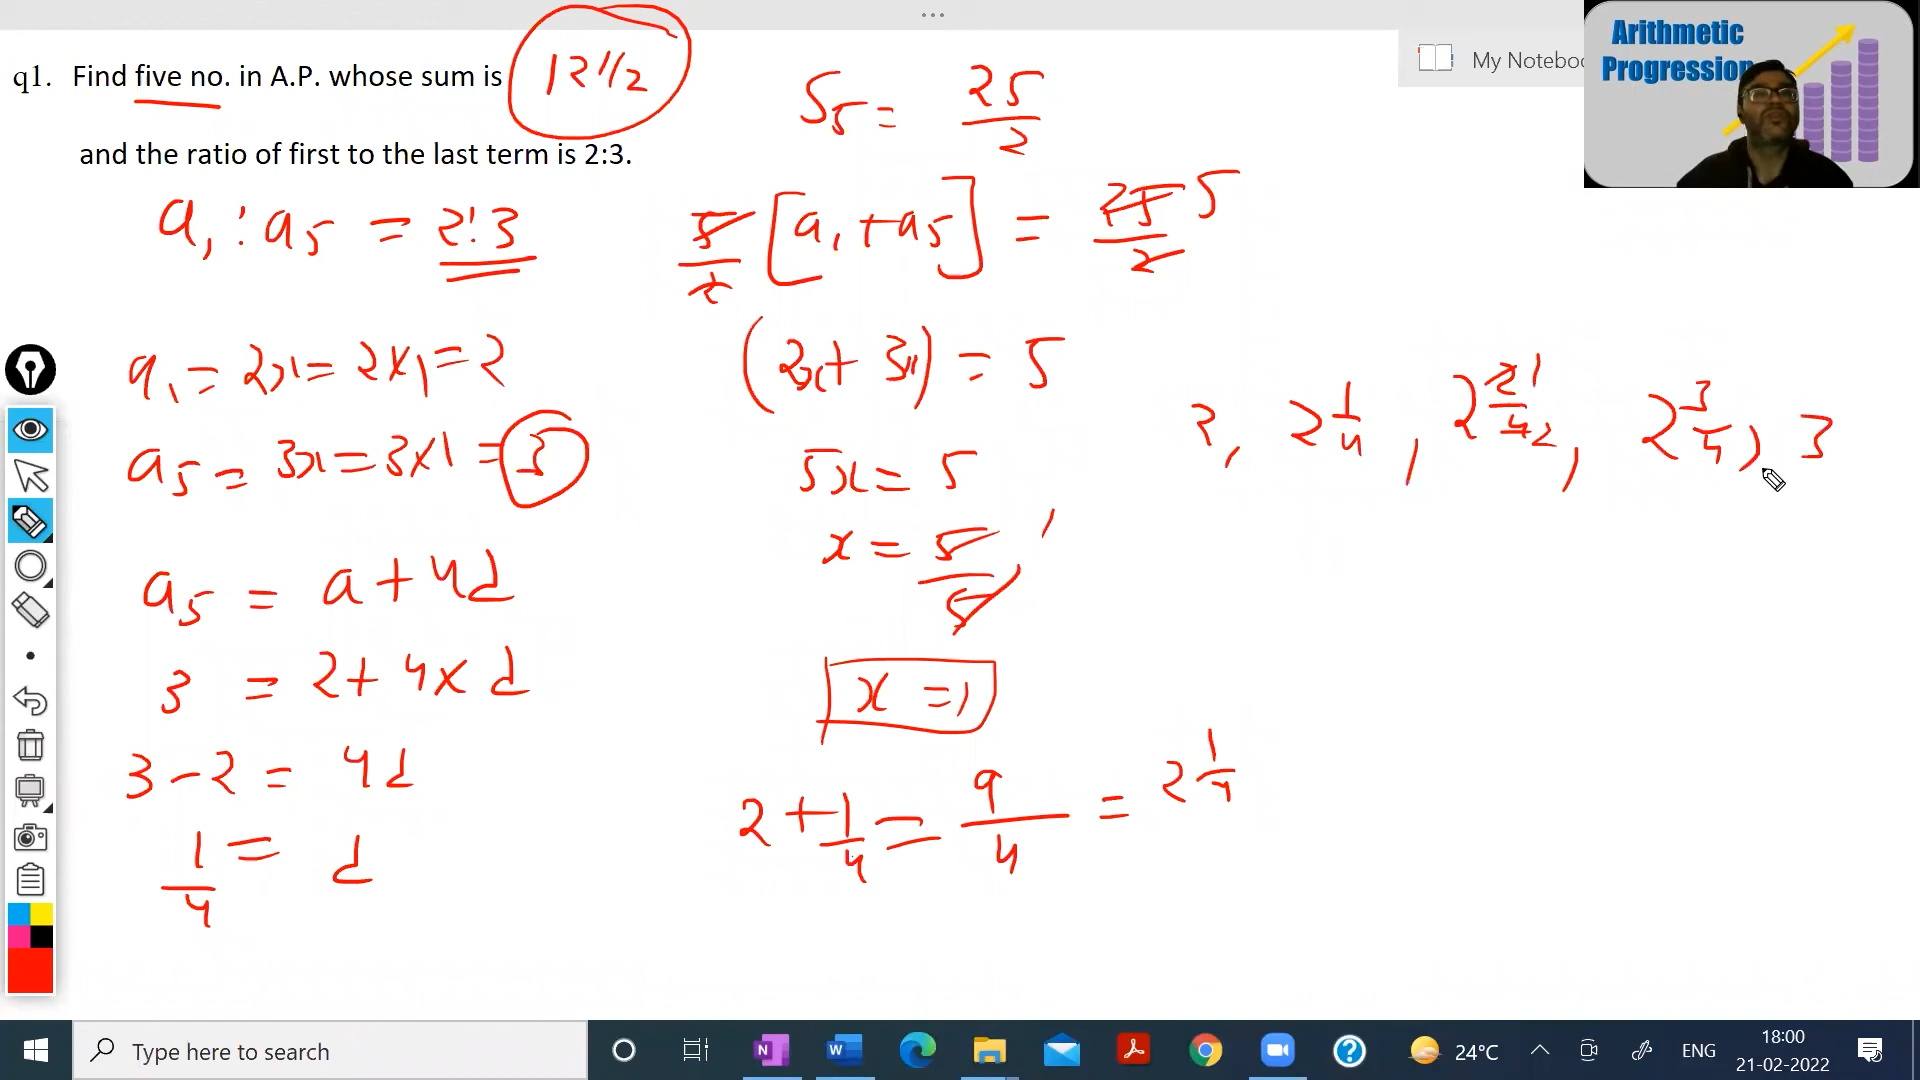 q1. Find five no. in A.P. whose sum is 12 1/2
and the ratio of first to the last term is 2:3.
a₁ : a₅ = 2:3
a₁ = 2x = 2×1 = 2
a₅ = 3x = 3×1 = 3
a₅ = a + 4d
3 = 2 + 4 × d
3 - 2 = 4d
1/4 = d
S₅ = 25/2
5/2 [a₁ + a₅] = 25/2 5
(2x + 3x) = 5
5x = 5
x = 5/5 1
x = 1
2 + 1/4 = 9/4 = 2 1/4
2, 2 1/4, 2 2/4 1 2, 2 3/4, 3
My Noteboo
Arithmetic
Progression
Type here to search
24°C
ENG
18:00
21-02-2022